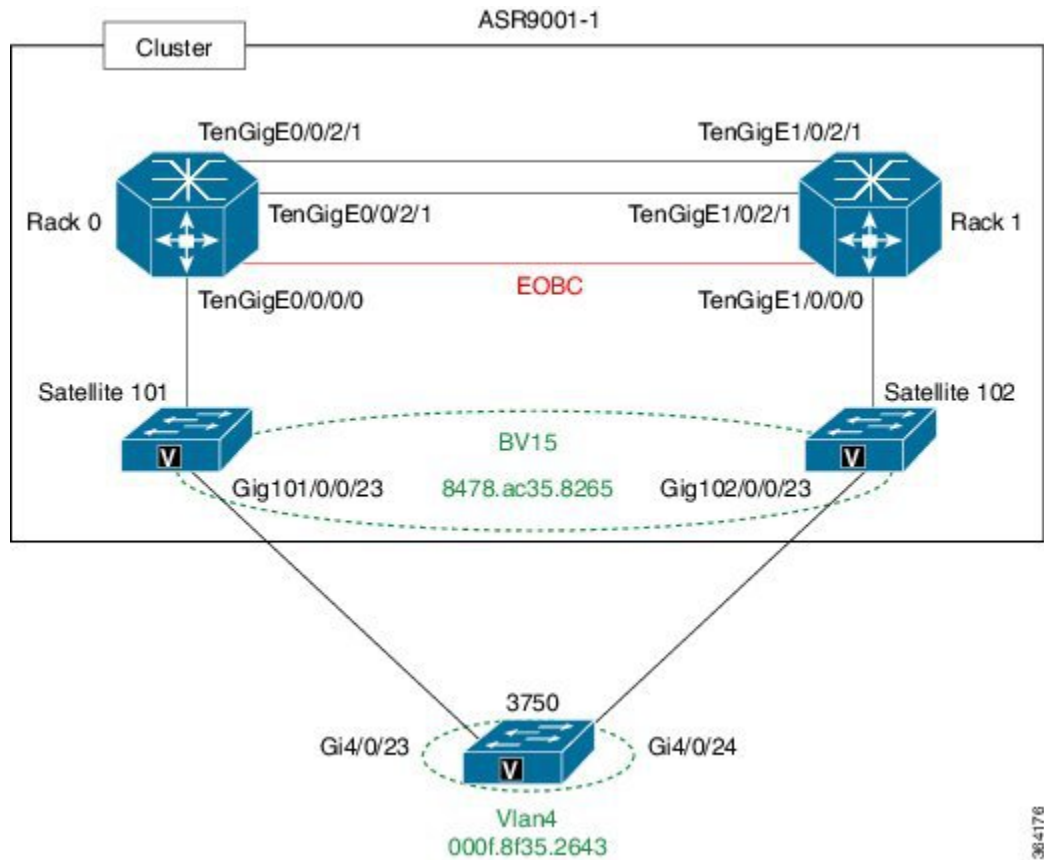 ASR9001-1
Cluster
TenGigE0/0/2/1
TenGigE1/0/2/1
Rack 0
TenGigE0/0/2/1
TenGigE1/0/2/1
Rack 1
EOBC
TenGigE0/0/0/0
TenGigE1/0/0/0
Satellite 101
Satellite 102
BV15
V
V
Gig101/0/0/23
8478.ac35.8265
Gig102/0/0/23
3750
Gi4/0/23
Gi4/0/24
V
Vlan4
000f.8f35.2643
364176